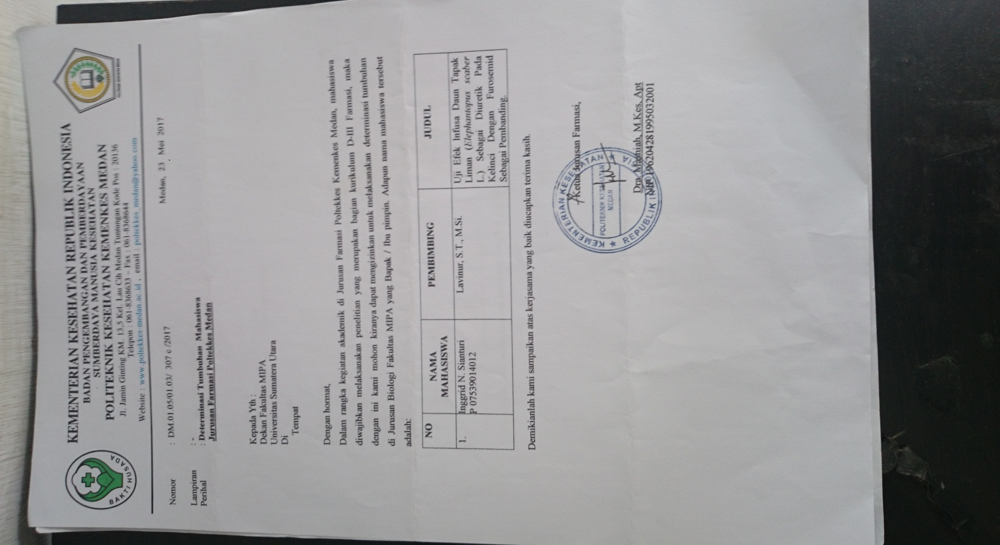 KEMENTERIAN KESEHATAN REPUBLIK INDONESIA
BADAN PENGEMBANGAN DAN PEMBERDAYAAN
SUMBERDAYA MANUSIA KESEHATAN
POLITEKNIK KESEHATAN KEMENKES MEDAN
Jl. Jamin Ginting KM. 13,5 Kel. Lau Cih Medan Tuntungan Kode Pos : 20136
Telepon : 061-8368633 – Fax : 061-8368644
Website : www.poltekkes-medan.ac.id , email : poltekkes_medan@yahoo.com
BAKTI HUSADA
Nomor : DM.01.05/01.03/ 307 c /2017
Medan, 23 Mei 2017
Lampiran : -
Perihal : Determinasi Tumbuhan Mahasiswa
Jurusan Farmasi Poltekkes Medan
Kepada Yth :
Dekan Fakultas MIPA
Universitas Sumatera Utara
Di
Tempat
Dengan hormat,
Dalam rangka kegiatan akademik di Jurusan Farmasi Poltekkes Kemenkes Medan, mahasiswa
diwajibkan melaksanakan penelitian yang merupakan bagian kurikulum D-III Farmasi, maka
dengan ini kami mohon kiranya dapat mengizinkan untuk melaksanakan determinasi tumbuhan
di Jurusan Biologi Fakultas MIPA yang Bapak / Ibu pimpin. Adapun nama mahasiswa tersebut
adalah:
NO
NAMA
MAHASISWA
PEMBIMBING
JUDUL
1.
Inggrid N. Sianturi
P 07539014012
Lavinur, S.T., M.Si.
Uji Efek Infusa Daun Tapak
Liman (Elephantopus scaber
L.) Sebagai Diuretik Pada
Kelinci Dengan Furosemid
Sebagai Pembanding.
Demikianlah kami sampaikan atas kerjasama yang baik diucapkan terima kasih.
Ketua Jurusan Farmasi,
KEMENTERIAN KESEHATAN
POLITEKNIK KESEHATAN
MEDAN
REPUBLIK INDONESIA
Dra. Masniah, M.Kes, Apt
NIP 196204281995032001